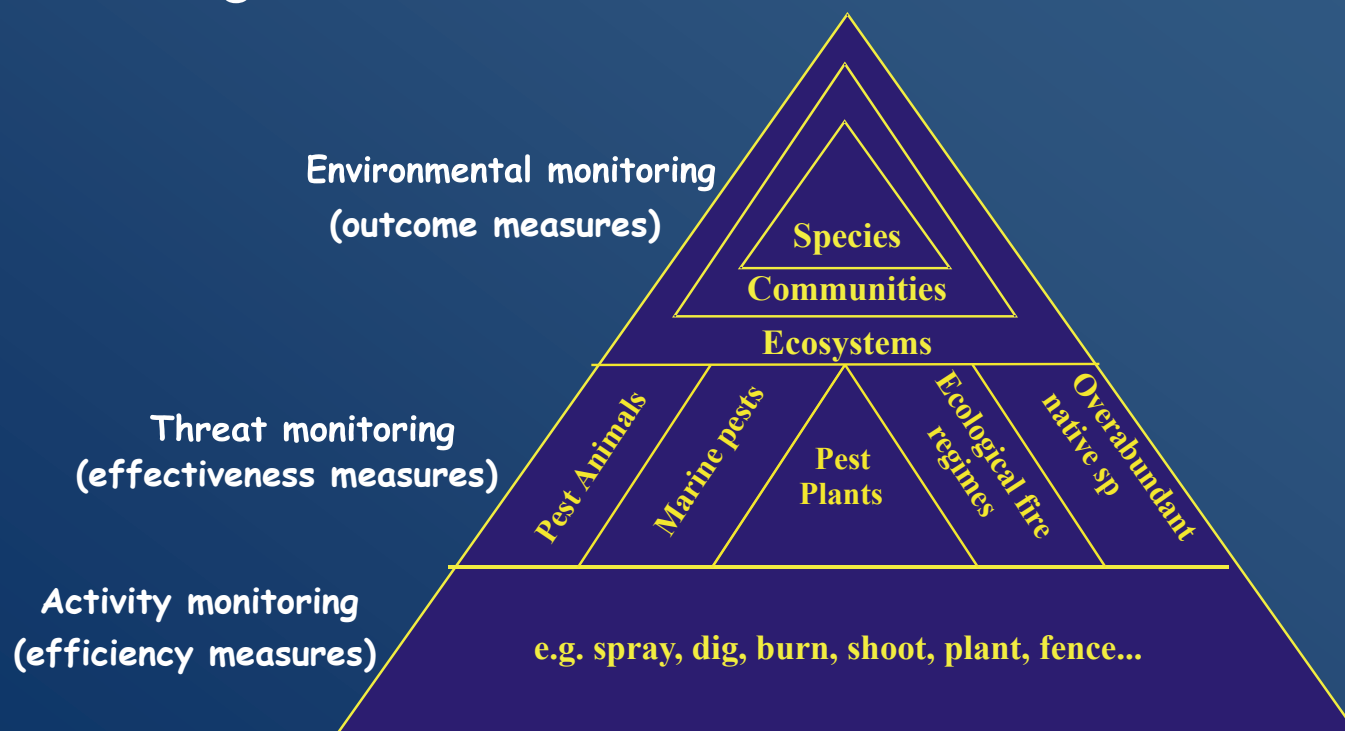 Environmental monitoring
(outcome measures)
Species
Communities
Ecosystems
Threat monitoring
(effectiveness measures)
Pest Animals
Marine pests
Pest
Plants
Ecological fire
regimes
Overabundant
native sp
Activity monitoring
(efficiency measures)
e.g. spray, dig, burn, shoot, plant, fence...